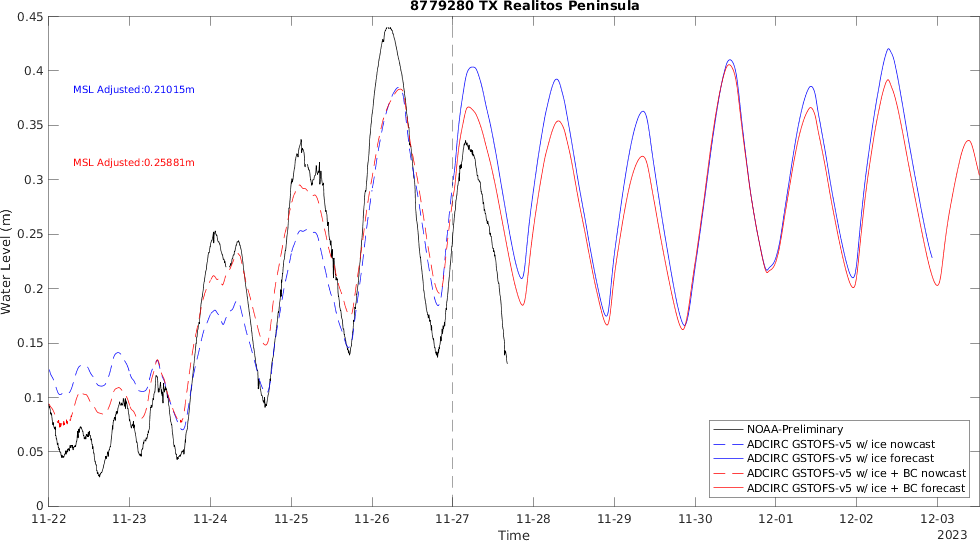 8779280 TX Realitos Peninsula
0.45
0.4
MSL Adjusted:0.21015m
0.35
MSL Adjusted:0.25881m
0.3
0.25
Water Level (m)
0.2
0.15
0.1
0.05
0
NOAA-Preliminary
ADCIRC GSTOFS-v5 w/ ice nowcast
ADCIRC GSTOFS-v5 w/ ice forecast
ADCIRC GSTOFS-v5 w/ ice + BC nowcast
ADCIRC GSTOFS-v5 w/ ice + BC forecast
11-22 11-23 11-24 11-25 11-26 11-27 11-28 11-29 11-30 12-01 12-02 12-03
Time
2023